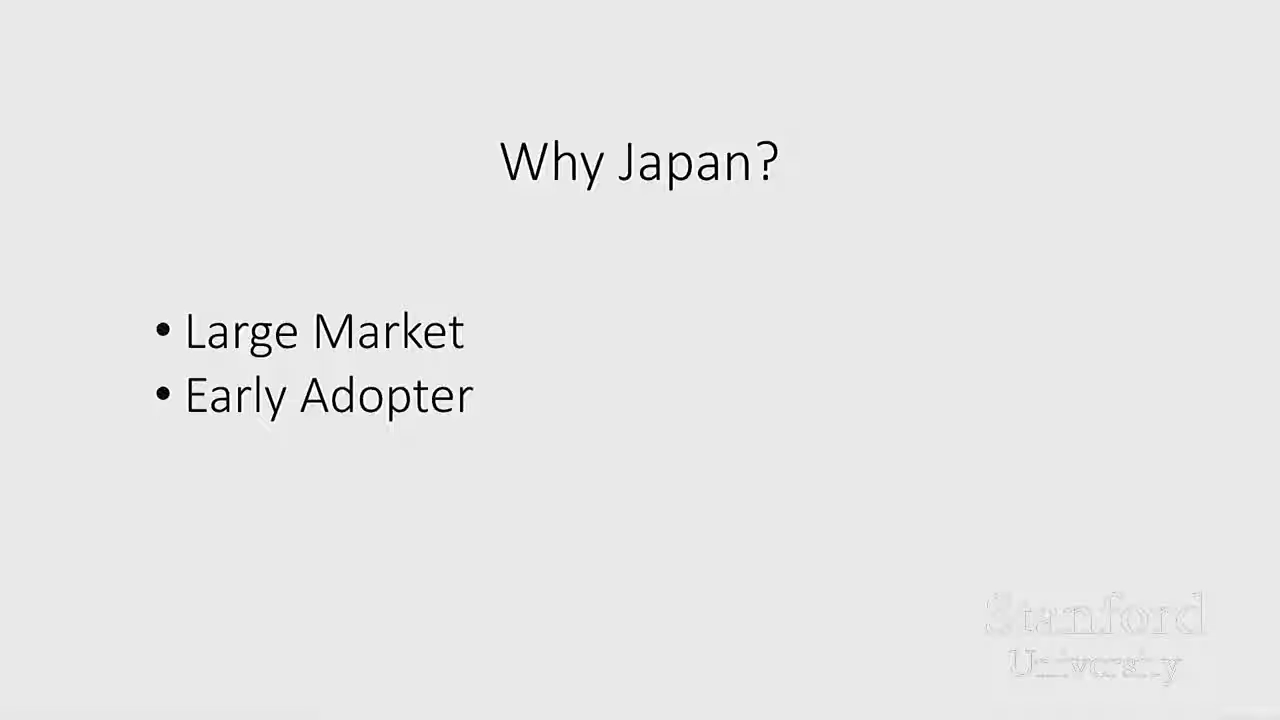 Why Japan?
• Large Market
• Early Adopter
Stanford
University